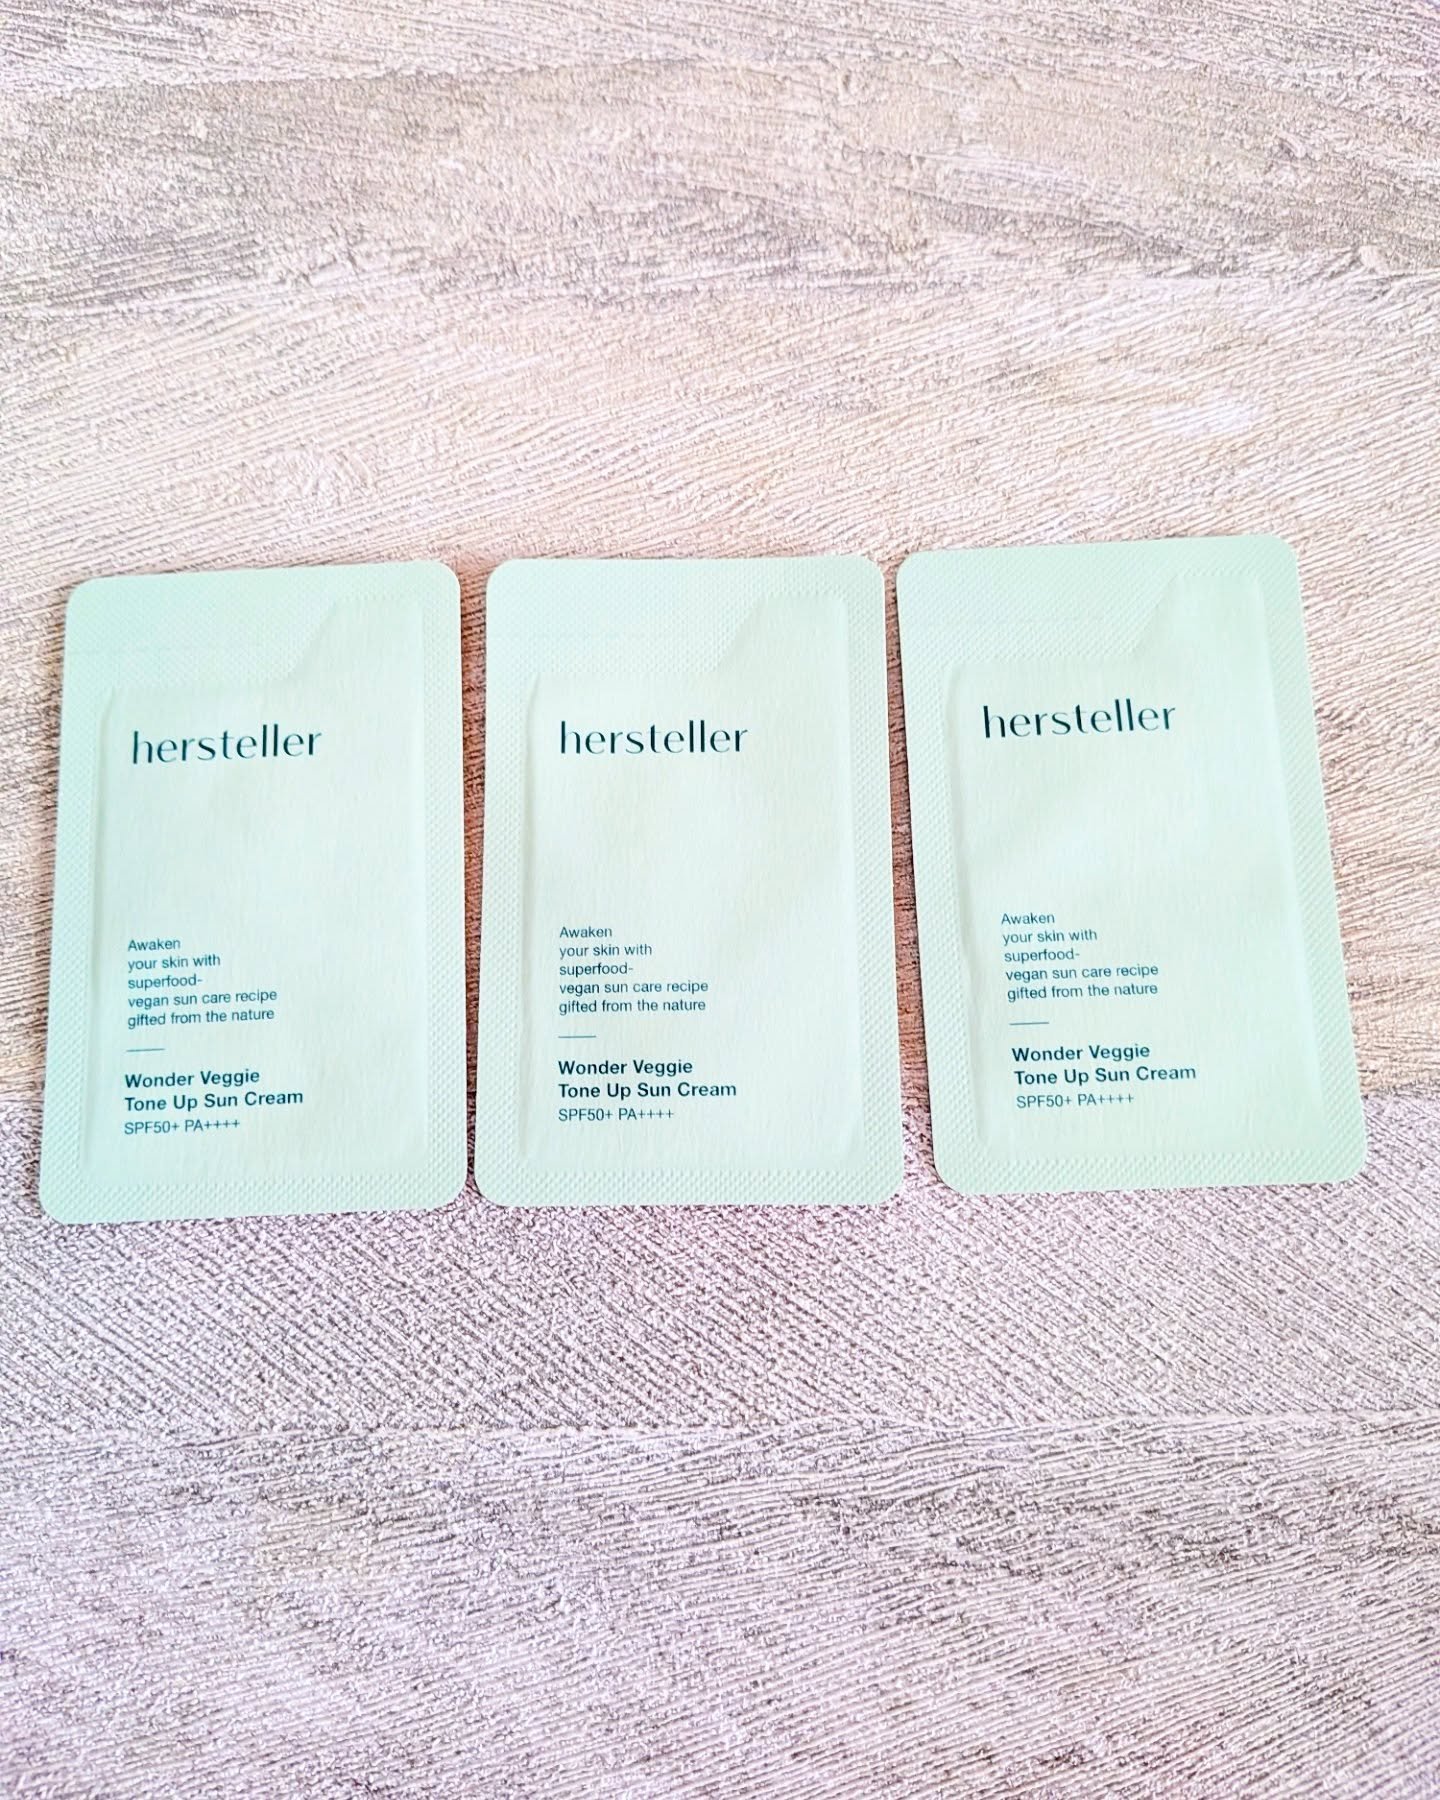 hersteller
Awaken
your skin with
superfood-
vegan sun care recipe
gifted from the nature
Wonder Veggie
Tone Up Sun Cream
SPF50+ PA++++
hersteller
Awaken
your skin with
superfood-
vegan sun care recipe
gifted from the nature
Wonder Veggie
Tone Up Sun Cream
SPF50+ PA++++
hersteller
Awaken
your skin with
superfood-
vegan sun care recipe
gifted from the nature
Wonder Veggie
Tone Up Sun Cream
SPF50+ PA++++